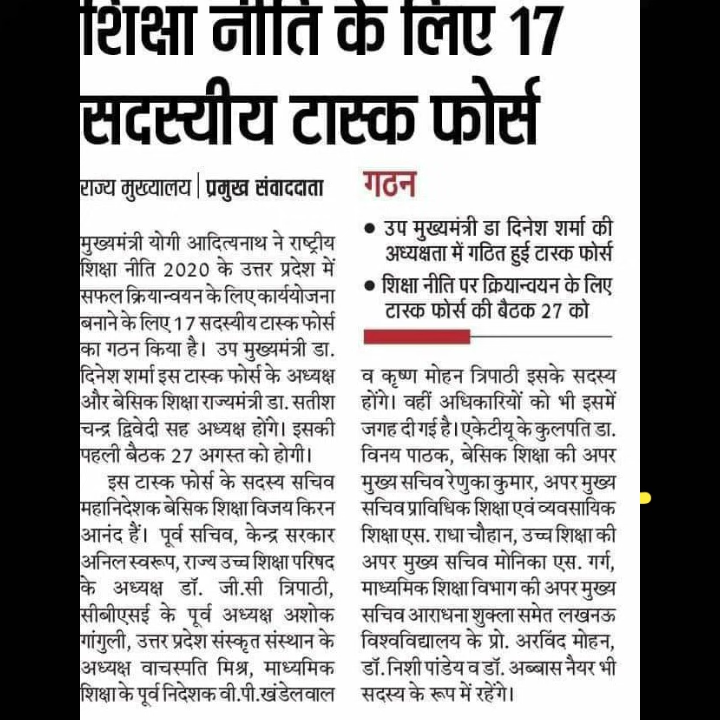 शिक्षा नीति के लिए 17
सदस्यीय टास्क फोर्स
राज्य मुख्यालय | प्रमुख संवाददाता
मुख्यमंत्री योगी आदित्यनाथ ने राष्ट्रीय
शिक्षा नीति 2020 के उत्तर प्रदेश में
सफल क्रियान्वयन के लिए कार्ययोजना
बनाने के लिए 17 सदस्यीय टास्क फोर्स
का गठन किया है। उप मुख्यमंत्री डा.
दिनेश शर्मा इस टास्क फोर्स के अध्यक्ष
और बेसिक शिक्षा राज्यमंत्री डा. सतीश
चन्द्र द्विवेदी सह अध्यक्ष होंगे। इसकी
पहली बैठक 27 अगस्त को होगी।
इस टास्क फोर्स के सदस्य सचिव
महानिदेशक बेसिक शिक्षा विजय किरन
आनंद हैं। पूर्व सचिव, केन्द्र सरकार
अनिल स्वरूप, राज्य उच्च शिक्षा परिषद
के अध्यक्ष डॉ. जी.सी त्रिपाठी,
सीबीएसई के पूर्व अध्यक्ष अशोक
गांगुली, उत्तर प्रदेश संस्कृत संस्थान के
अध्यक्ष वाचस्पति मिश्र, माध्यमिक
शिक्षा के पूर्व निदेशक वी.पी.खंडेलवाल
गठन
• उप मुख्यमंत्री डा दिनेश शर्मा की
अध्यक्षता में गठित हुई टास्क फोर्स
• शिक्षा नीति पर क्रियान्वयन के लिए
टास्क फोर्स की बैठक 27 को
व कृष्ण मोहन त्रिपाठी इसके सदस्य
होंगे। वहीं अधिकारियों को भी इसमें
जगह दी गई है। एकेटीयू के कुलपति डा.
विनय पाठक, बेसिक शिक्षा की अपर
मुख्य सचिव रेणुका कुमार, अपर मुख्य
सचिव प्राविधिक शिक्षा एवं व्यवसायिक
शिक्षा एस. राधा चौहान, उच्च शिक्षा की
अपर मुख्य सचिव मोनिका एस. गर्ग,
माध्यमिक शिक्षा विभाग की अपर मुख्य
सचिव आराधना शुक्ला समेत लखनऊ
विश्वविद्यालय के प्रो. अरविंद मोहन,
डॉ. निशी पांडेय व डॉ. अब्बास नैयर भी
सदस्य के रूप में रहेंगे।